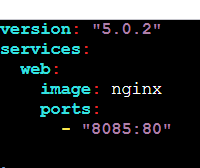 version: "5.0.2"
services:
  web:
    image: nginx
    ports:
      - "8085:80"